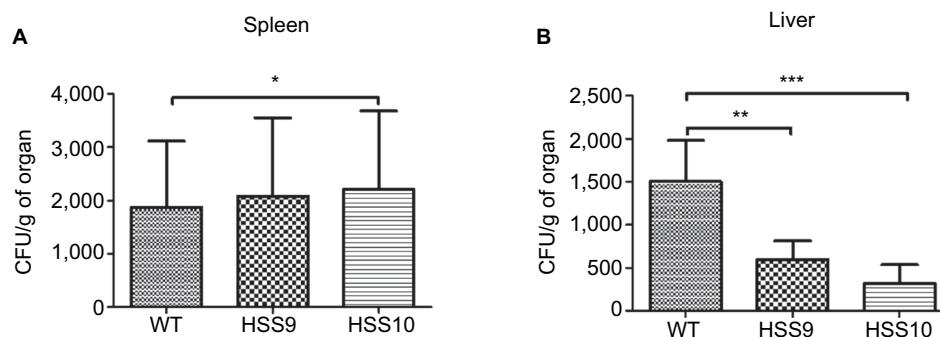 A
Spleen
CFU/g of organ
4,000
3,000
2,000
1,000
0
*
WT
HSS9
HSS10
B
Liver
CFU/g of organ
2,500
2,000
1,500
1,000
500
0
***
**
WT
HSS9
HSS10